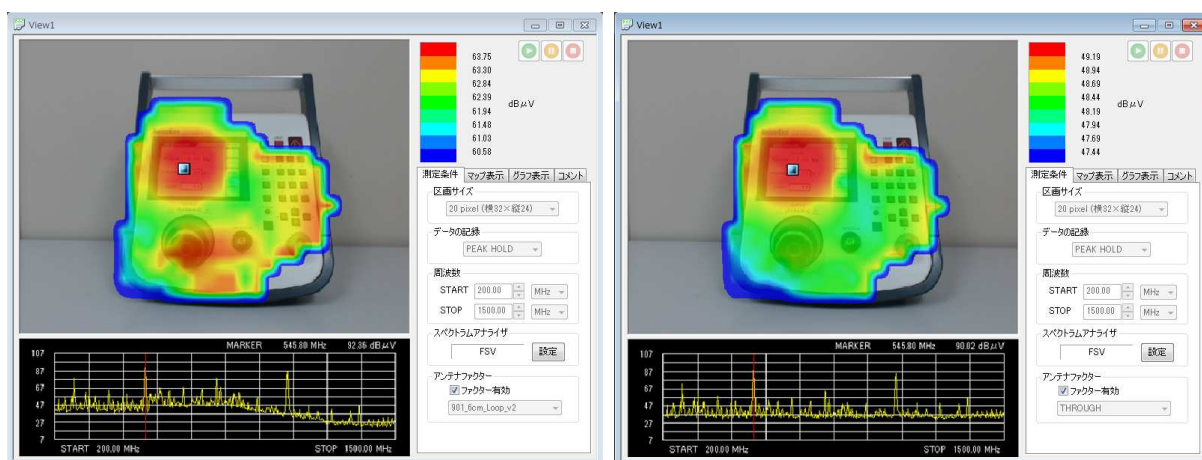 View1
63.75
63.30
62.84
62.39
61.94
61.48
61.03
60.58
dBμV
測定条件 マップ表示 グラフ表示 コメント
区画サイズ
20 pixel (横32×縦24)
データの記録
PEAK HOLD
周波数
START 200.00 MHz
STOP 1500.00 MHz
スペクトラムアナライザ
FSV 設定
アンテナファクター
ファクター有効
901_6cm_Loop_v2
MARKER 545.80 MHz 92.36 dBμV
107
87
67
47
27
7
START 200.00 MHz STOP 1500.00 MHz
View1
49.19
48.94
48.69
48.44
48.19
47.94
47.69
47.44
dBμV
測定条件 マップ表示 グラフ表示 コメント
区画サイズ
20 pixel (横32×縦24)
データの記録
PEAK HOLD
周波数
START 200.00 MHz
STOP 1500.00 MHz
スペクトラムアナライザ
FSV 設定
アンテナファクター
ファクター有効
THROUGH
MARKER 545.80 MHz 90.02 dBμV
107
87
67
47
27
7
START 200.00 MHz STOP 1500.00 MHz